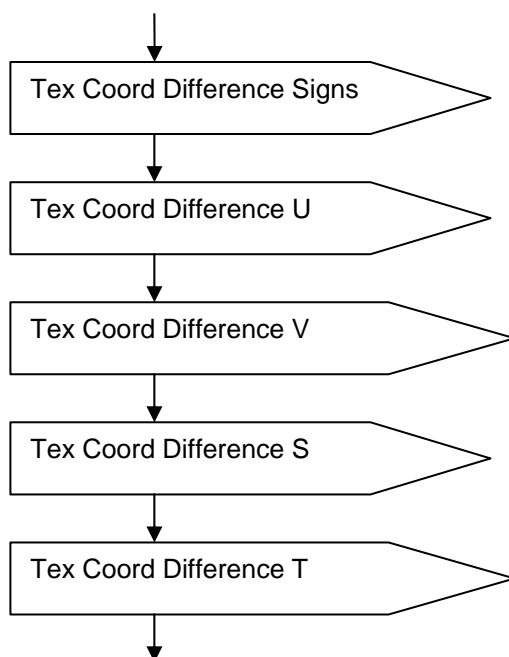 Tex Coord Difference Signs
Tex Coord Difference U
Tex Coord Difference V
Tex Coord Difference S
Tex Coord Difference T